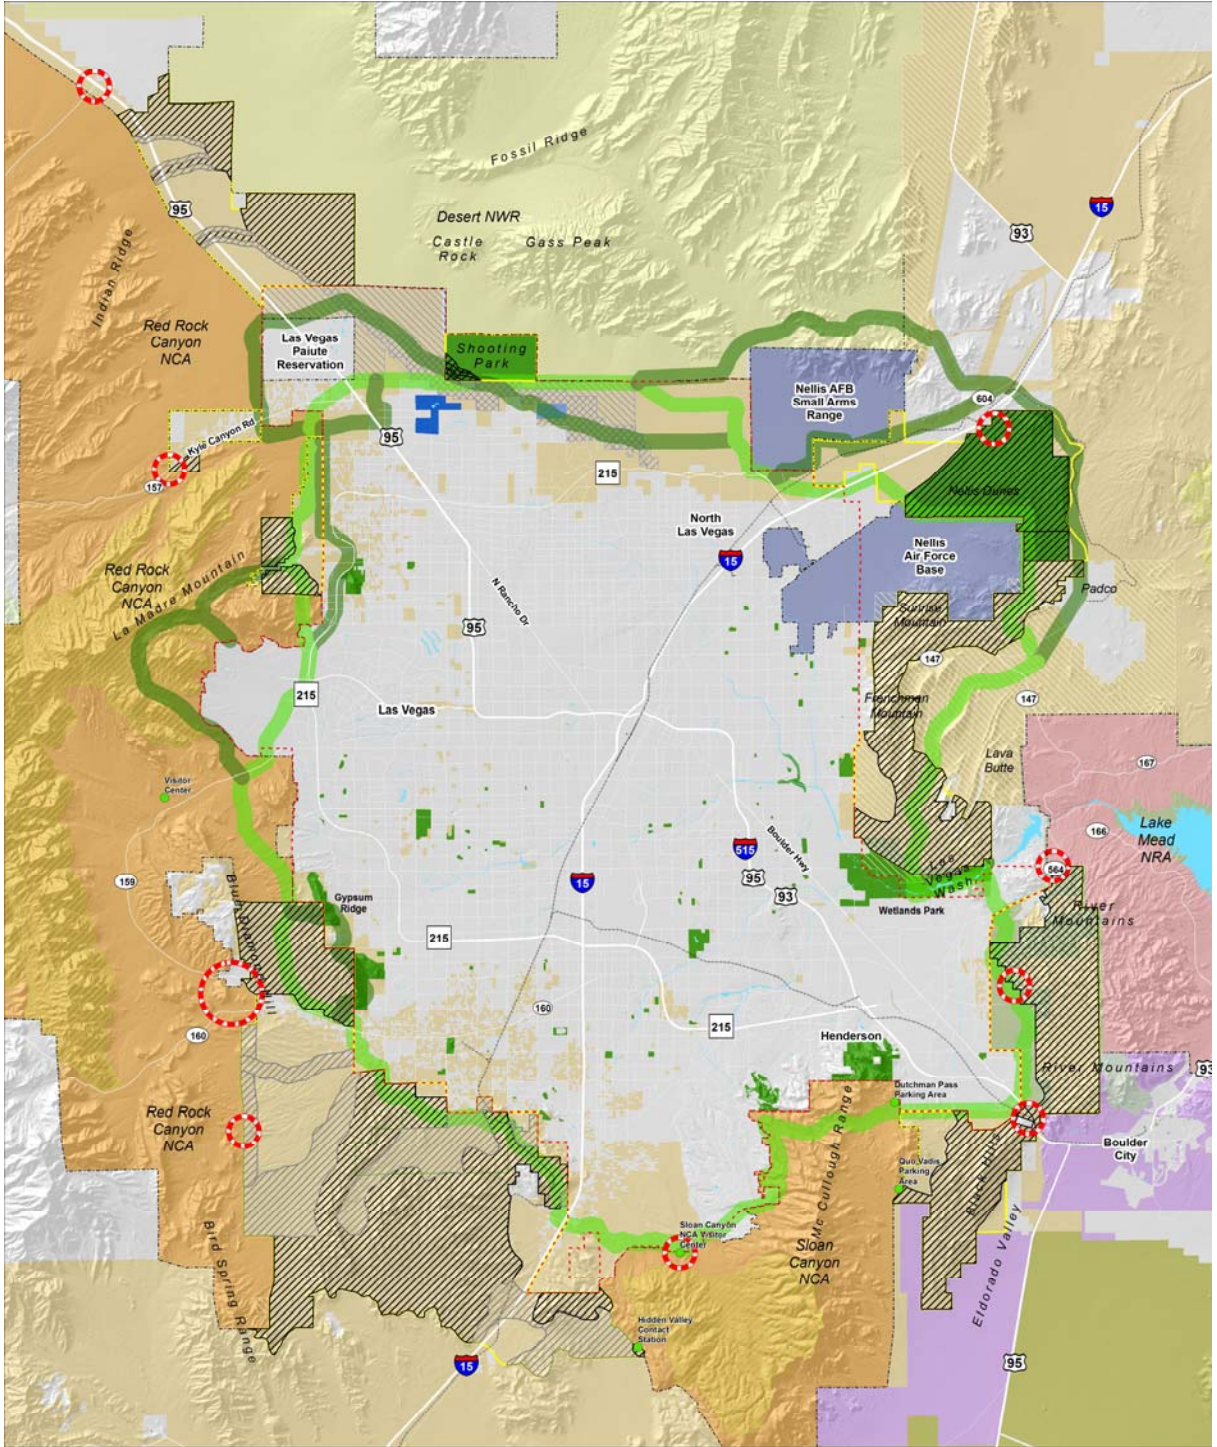 Fossil Ridge
95
15
Desert NWR
93
Castle
Rock
Gass Peak
Indian Ridge
Red Rock
Canyon
NCA
Las Vegas
Paiute
Reservation
Shooting
Park
Nellis AFB
Small Arms
Range
604
Kyle Canyon Rd
95
215
157
Nellis Dunes
North
Las Vegas
15
Nellis
Air Force
Base
Red Rock
Canyon
NCA
La Madre Mountain
N Rancho Dr
Padco
Sunrise
Mountain
95
147
215
Las Vegas
Frenchman
Mountain
147
Lava
Butte
167
Visitor
Center
166
Lake
Mead
NRA
515
Boulder Hwy
95
159
564
93
15
Las
Vegas
Wash
Gypsum
Ridge
Wetlands Park
River
Mountains
Blue Diamond Hill
215
160
160
215
Henderson
River Mountains
93
Dutchman Pass
Parking Area
Red Rock
Canyon
NCA
Boulder
City
Quo Vadis
Parking
Area
Black Hills
Mc Cullough Range
Sloan Canyon
NCA Visitor
Center
Sloan
Canyon
NCA
Eldorado Valley
Bird Spring Range
Hidden Valley
Contact
Station
15
95